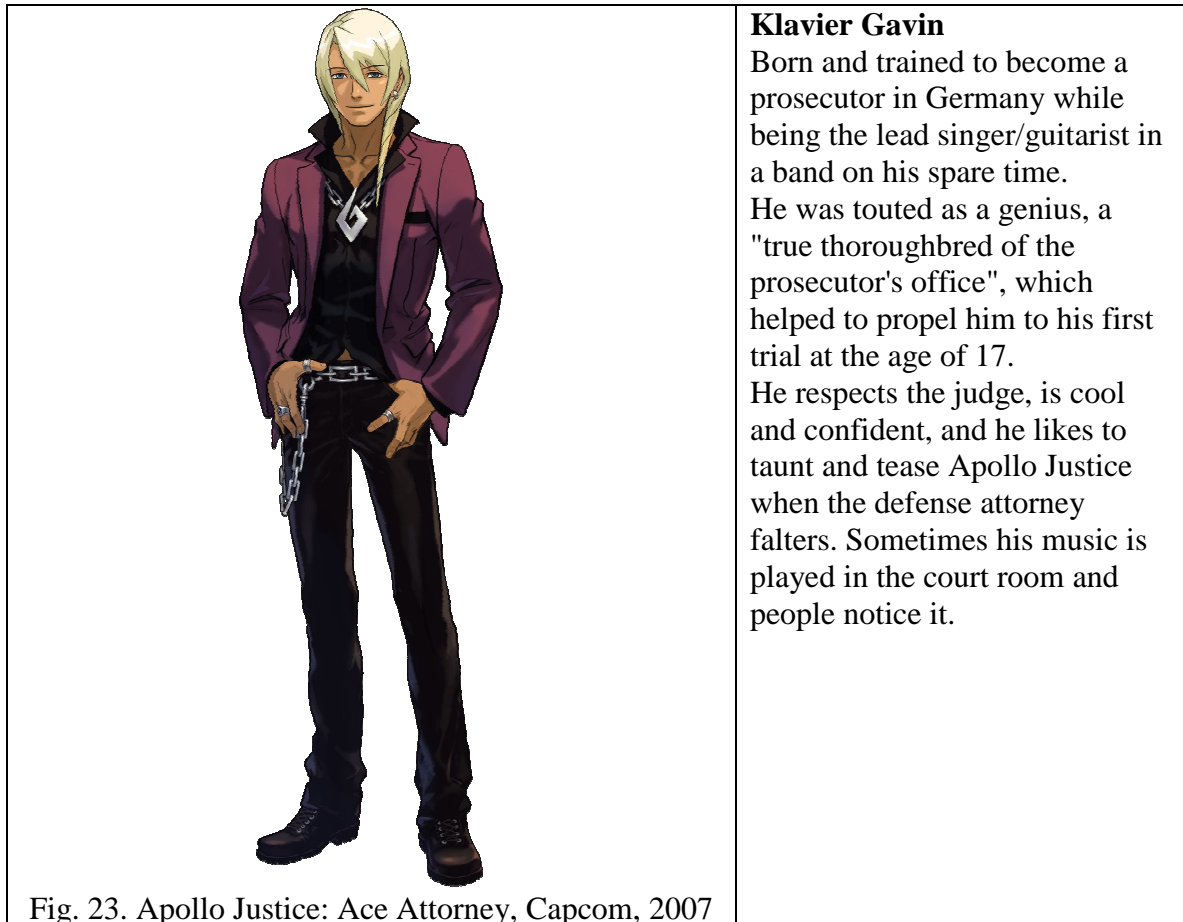 Klavier Gavin
Born and trained to become a
prosecutor in Germany while
being the lead singer/guitarist in
a band on his spare time.
He was touted as a genius, a
"true thoroughbred of the
prosecutor's office", which
helped to propel him to his first
trial at the age of 17.
He respects the judge, is cool
and confident, and he likes to
taunt and tease Apollo Justice
when the defense attorney
falters. Sometimes his music is
played in the court room and
people notice it.
Fig. 23. Apollo Justice: Ace Attorney, Capcom, 2007